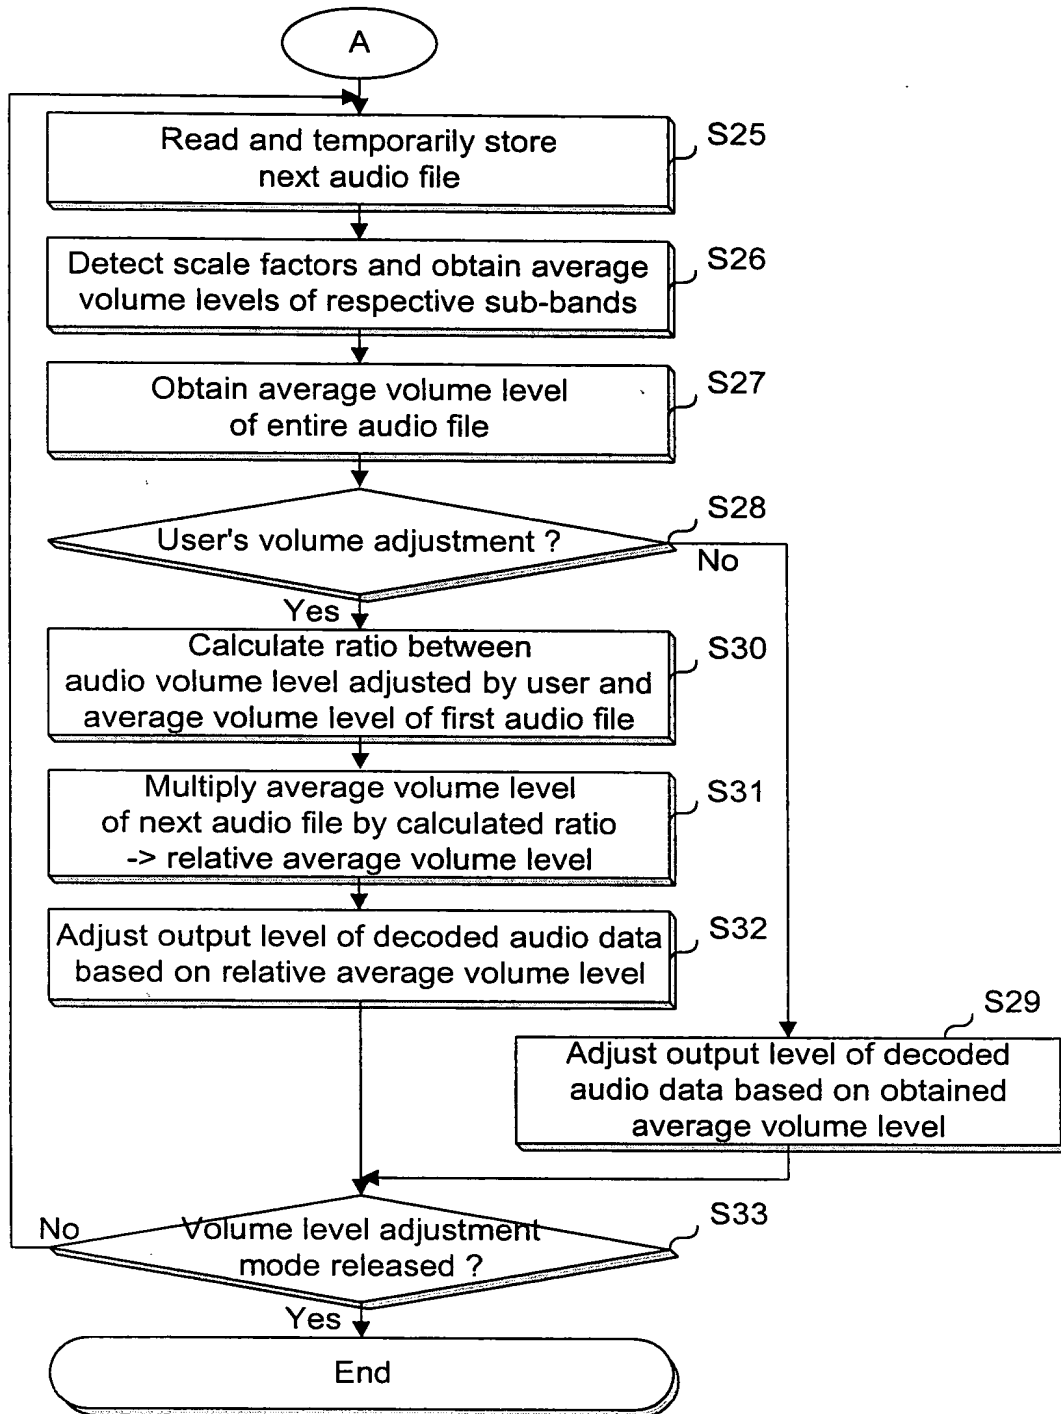 A
Read and temporarily store
next audio file
S25
Detect scale factors and obtain average
volume levels of respective sub-bands
S26
Obtain average volume level
of entire audio file
S27
User's volume adjustment ?
S28
No
Yes
Calculate ratio between
audio volume level adjusted by user and
average volume level of first audio file
S30
Multiply average volume level
of next audio file by calculated ratio
-> relative average volume level
S31
Adjust output level of decoded audio data
based on relative average volume level
S32
S29
Adjust output level of decoded
audio data based on obtained
average volume level
No
Volume level adjustment
mode released ?
S33
Yes
End